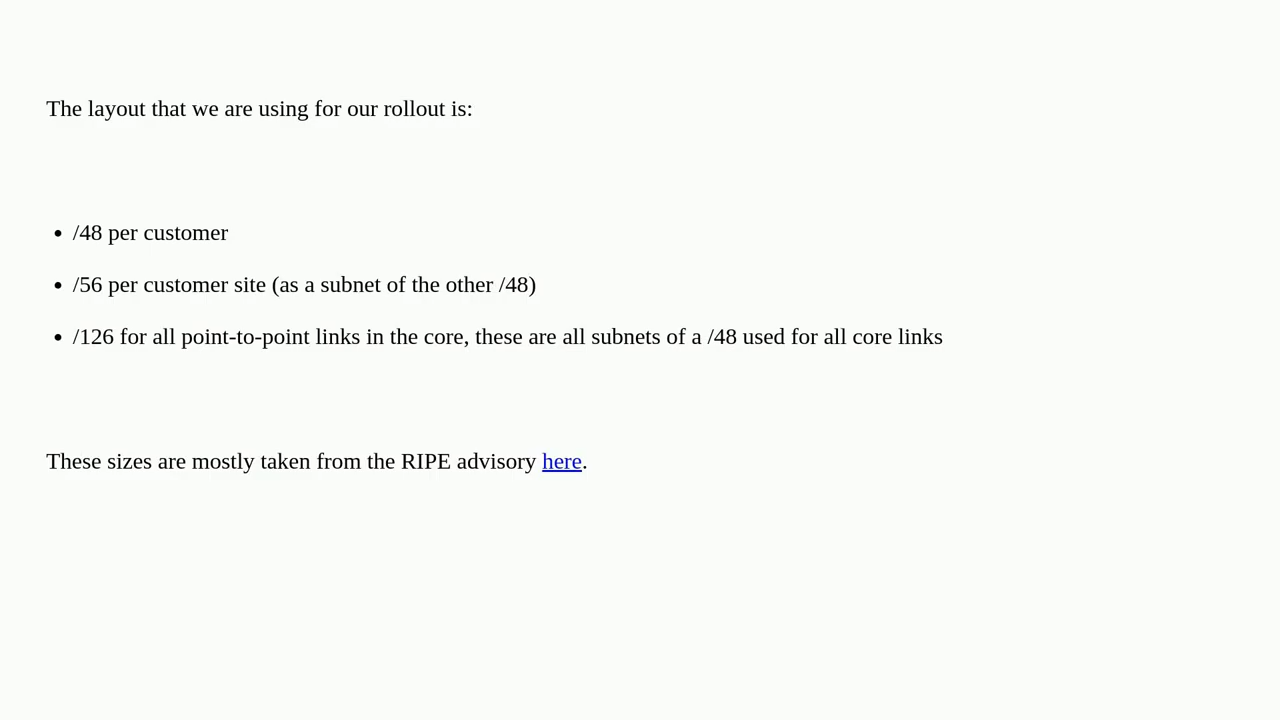 The layout that we are using for our rollout is:
• /48 per customer
• /56 per customer site (as a subnet of the other /48)
• /126 for all point-to-point links in the core, these are all subnets of a /48 used for all core links
These sizes are mostly taken from the RIPE advisory here.